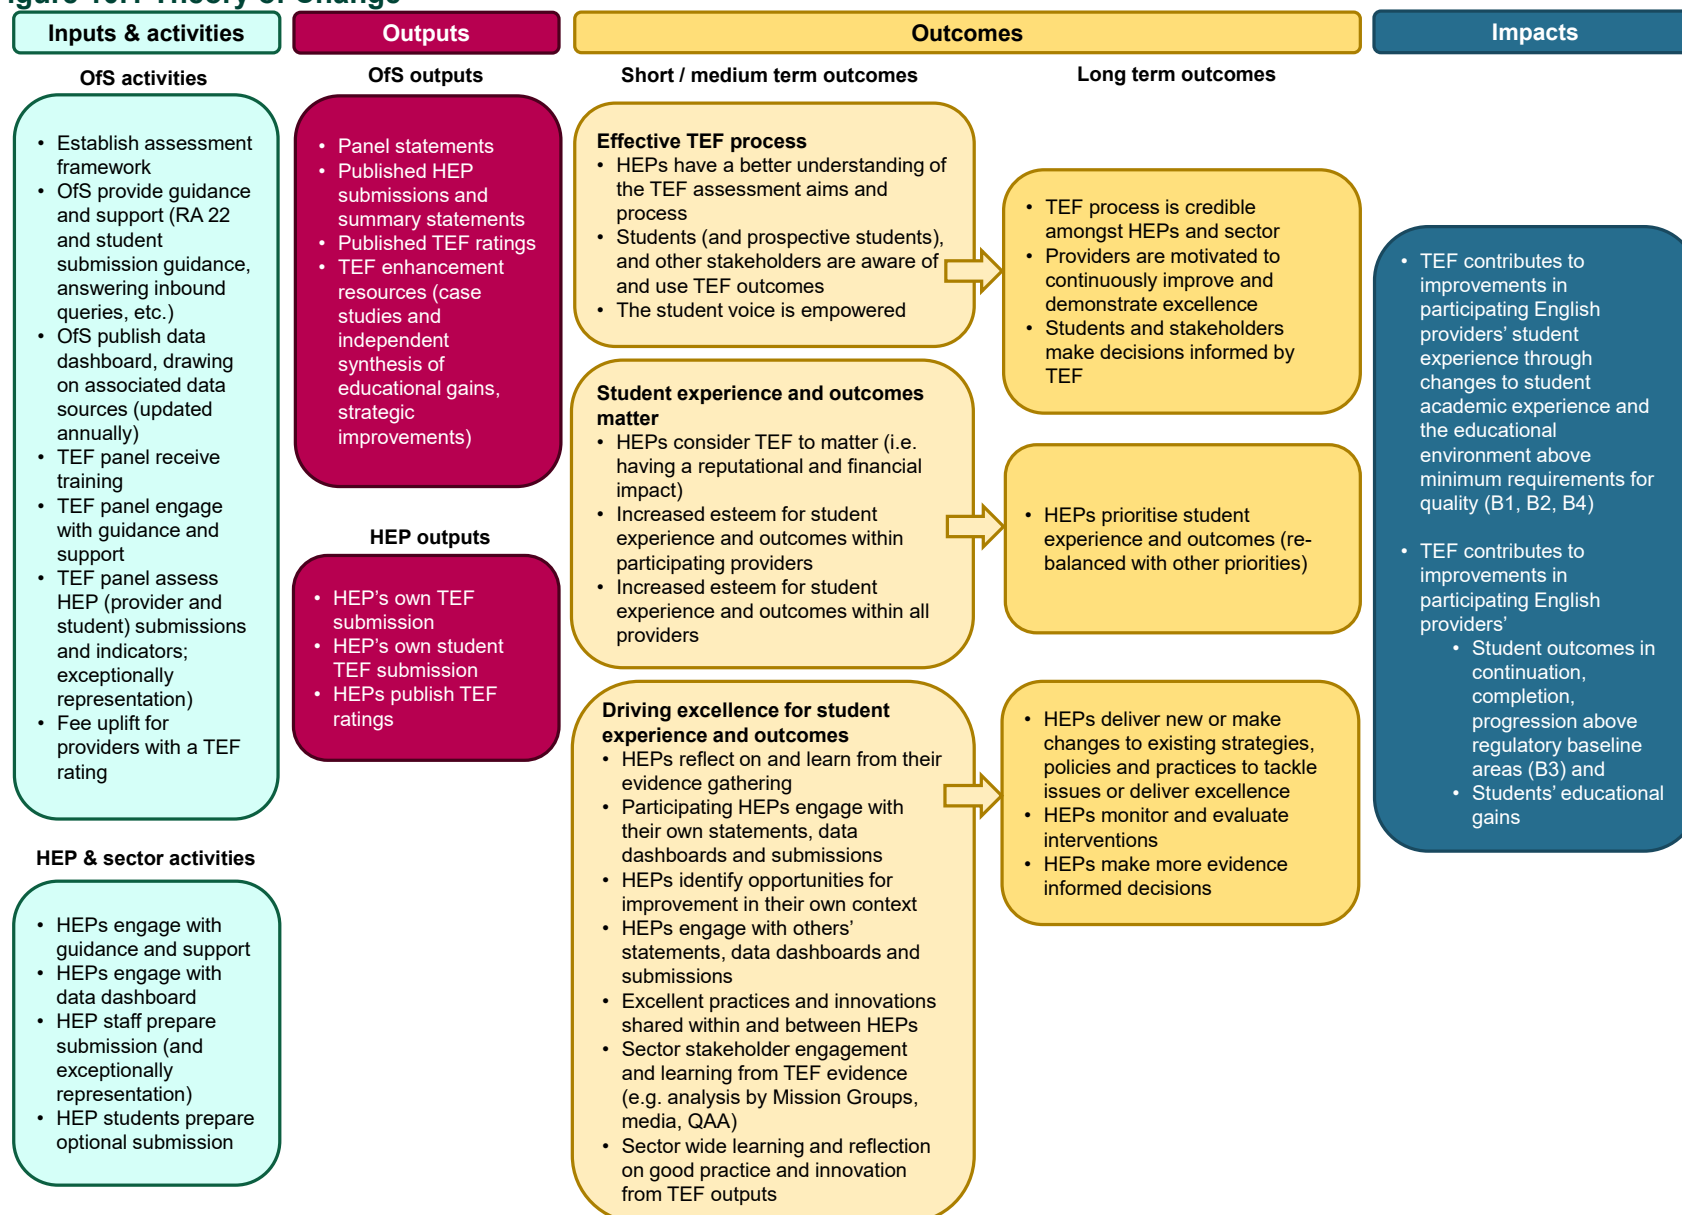 Inputs & activities
Outputs
Outcomes
Impacts
OfS activities
• Establish assessment
framework
• OfS provide guidance
and support (RA 22
and student
submission guidance,
answering inbound
queries, etc.)
• OfS publish data
dashboard, drawing
on associated data
sources (updated
annually)
• TEF panel receive
training
• TEF panel engage
with guidance and
support
• TEF panel assess
HEP (provider and
student) submissions
and indicators;
exceptionally
representation)
• Fee uplift for
providers with a TEF
rating
HEP & sector activities
• HEPs engage with
guidance and support
• HEPs engage with
data dashboard
• HEP staff prepare
submission (and
exceptionally
representation)
• HEP students prepare
optional submission
OfS outputs
• Panel statements
• Published HEP
submissions and
summary statements
• Published TEF ratings
• TEF enhancement
resources (case
studies and
independent
synthesis of
educational gains,
strategic
improvements)
HEP outputs
• HEP’s own TEF
submission
• HEP’s own student
TEF submission
• HEPs publish TEF
ratings
Short / medium term outcomes
Effective TEF process
• HEPs have a better understanding of
the TEF assessment aims and
process
• Students (and prospective students),
and other stakeholders are aware of
and use TEF outcomes
• The student voice is empowered
Student experience and outcomes
matter
• HEPs consider TEF to matter (i.e.
having a reputational and financial
impact)
• Increased esteem for student
experience and outcomes within
participating providers
• Increased esteem for student
experience and outcomes within all
providers
Driving excellence for student
experience and outcomes
• HEPs reflect on and learn from their
evidence gathering
• Participating HEPs engage with
their own statements, data
dashboards and submissions
• HEPs identify opportunities for
improvement in their own context
• HEPs engage with others’
statements, data dashboards and
submissions
• Excellent practices and innovations
shared within and between HEPs
• Sector stakeholder engagement
and learning from TEF evidence
(e.g. analysis by Mission Groups,
media, QAA)
• Sector wide learning and reflection
on good practice and innovation
from TEF outputs
Long term outcomes
• TEF process is credible
amongst HEPs and sector
• Providers are motivated to
continuously improve and
demonstrate excellence
• Students and stakeholders
make decisions informed by
TEF
• HEPs prioritise student
experience and outcomes (re-
balanced with other priorities)
• HEPs deliver new or make
changes to existing strategies,
policies and practices to tackle
issues or deliver excellence
• HEPs monitor and evaluate
interventions
• HEPs make more evidence
informed decisions
• TEF contributes to
improvements in
participating English
providers’ student
experience through
changes to student
academic experience and
the educational
environment above
minimum requirements for
quality (B1, B2, B4)
• TEF contributes to
improvements in
participating English
providers’
• Student outcomes in
continuation,
completion,
progression above
regulatory baseline
areas (B3) and
• Students’ educational
gains